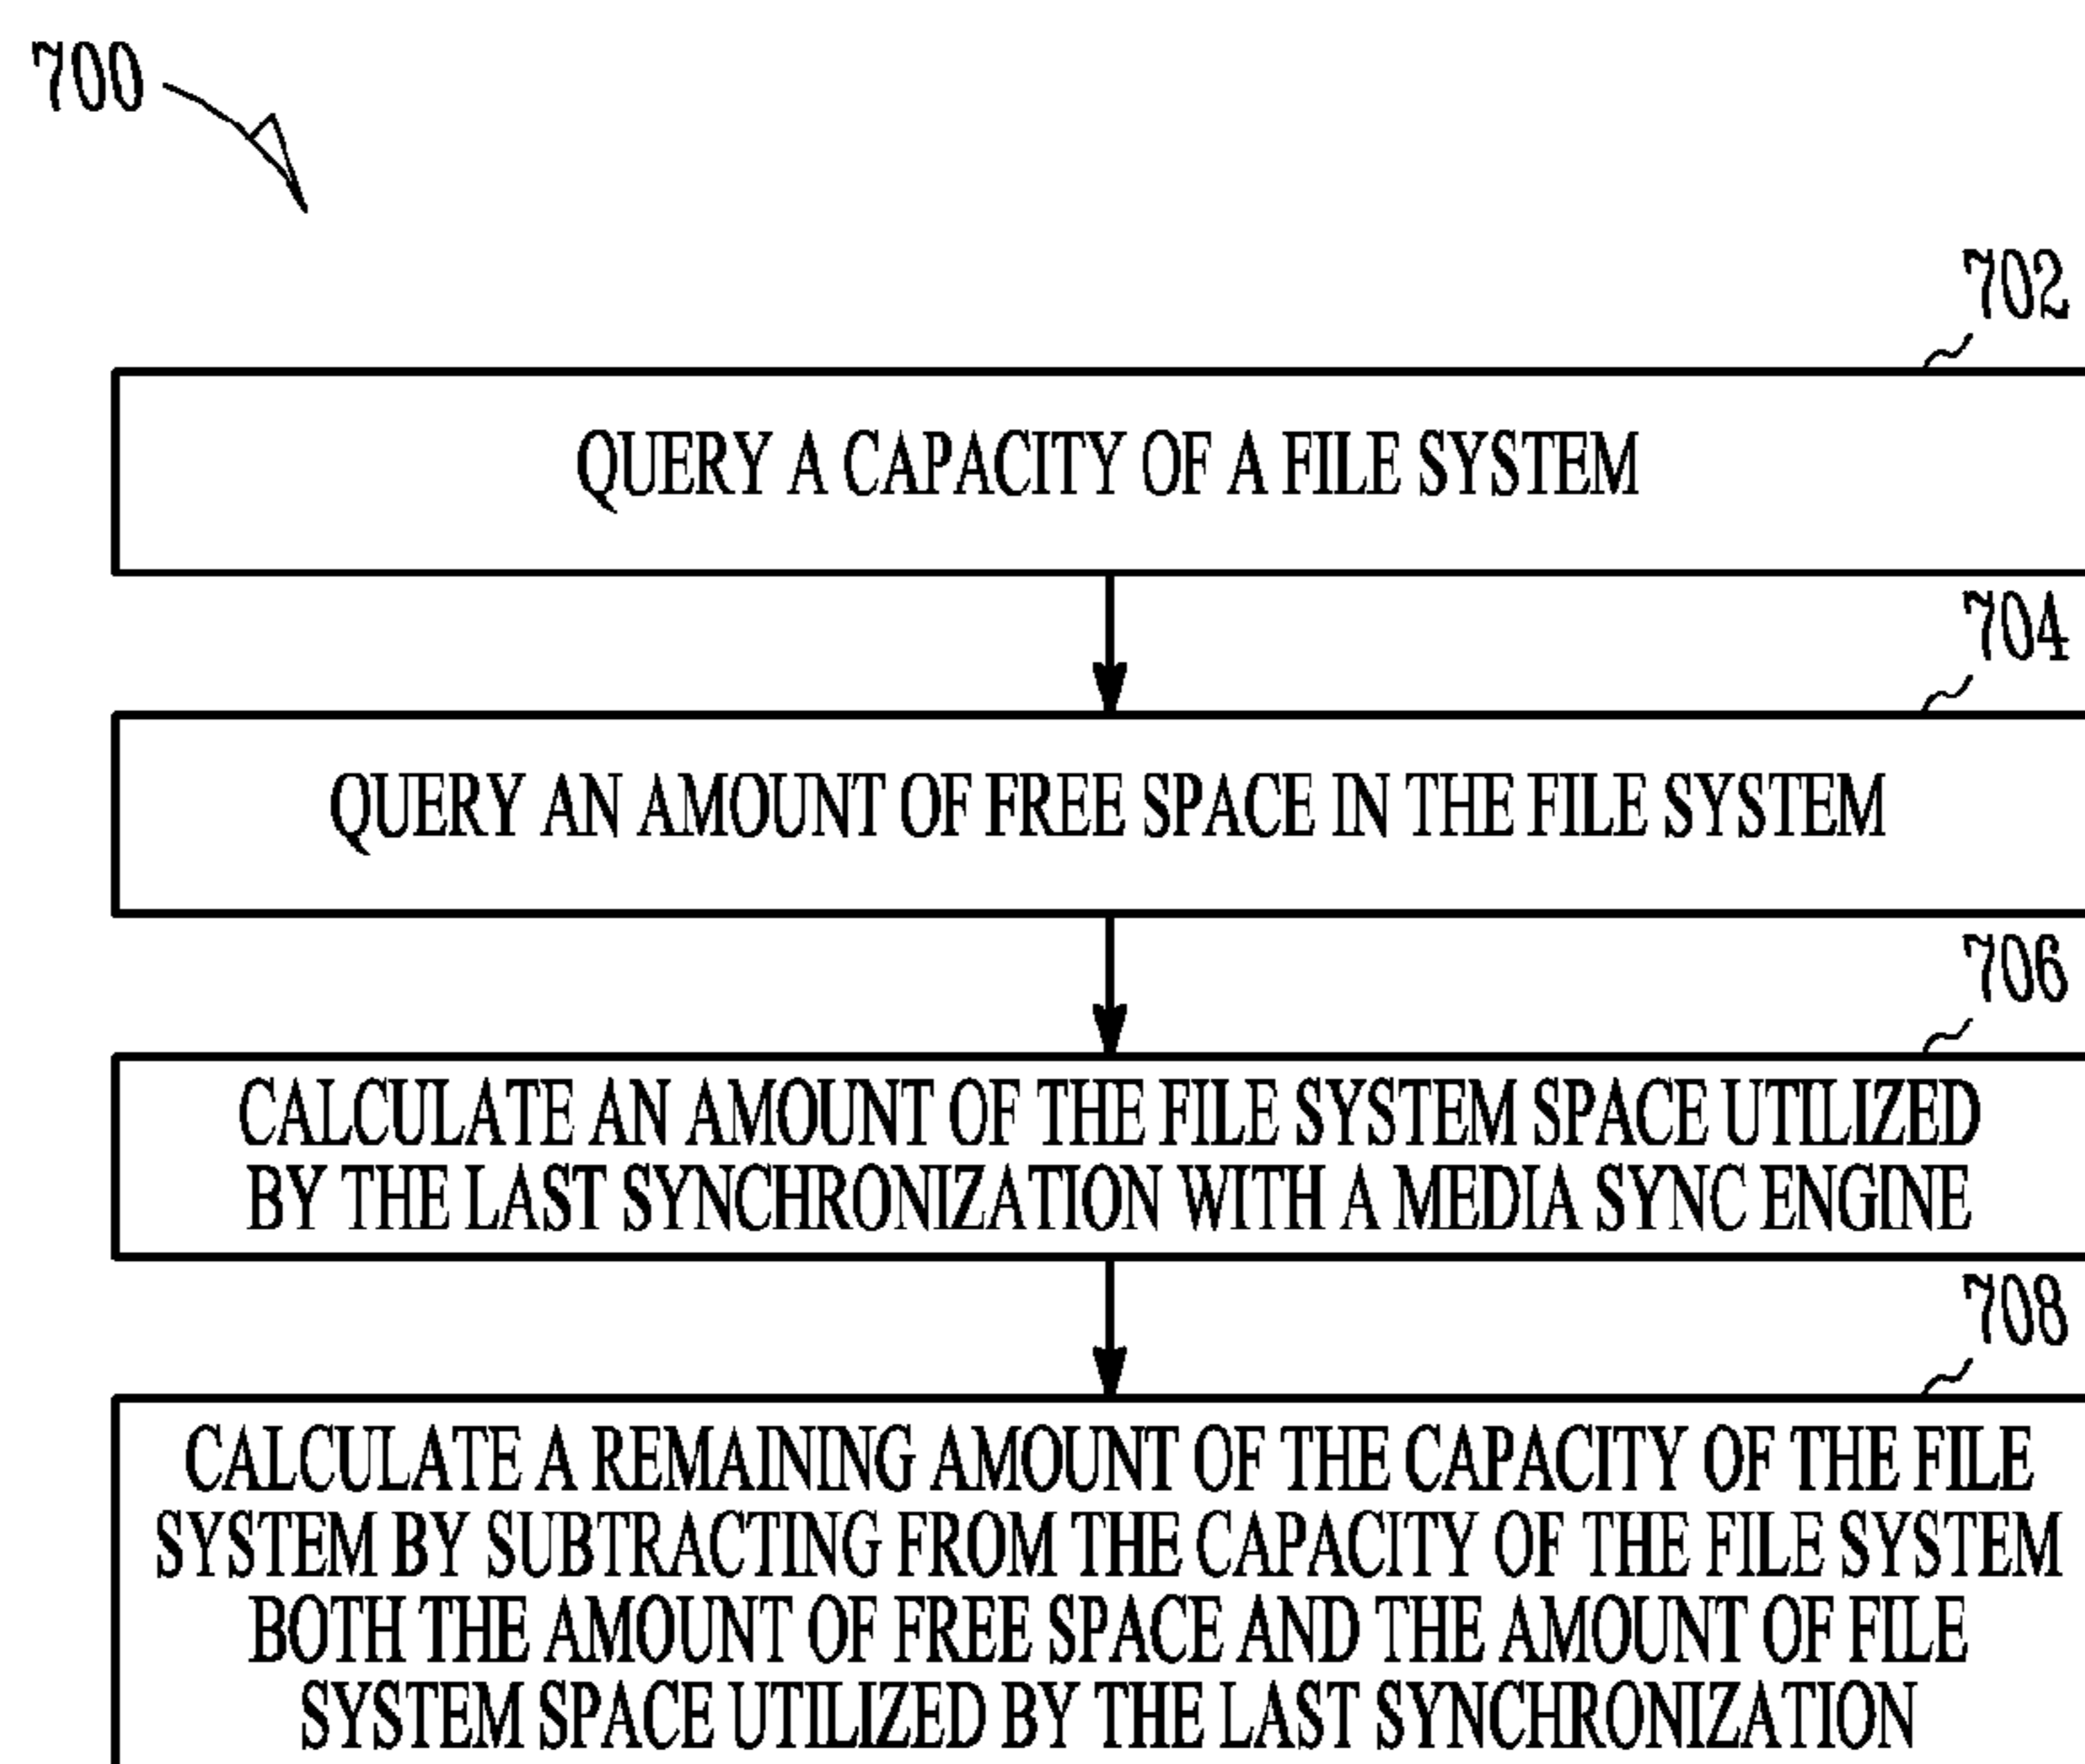 700
702
QUERY A CAPACITY OF A FILE SYSTEM
704
QUERY AN AMOUNT OF FREE SPACE IN THE FILE SYSTEM
706
CALCULATE AN AMOUNT OF THE FILE SYSTEM SPACE UTILIZED
BY THE LAST SYNCHRONIZATION WITH A MEDIA SYNC ENGINE
708
CALCULATE A REMAINING AMOUNT OF THE CAPACITY OF THE FILE
SYSTEM BY SUBTRACTING FROM THE CAPACITY OF THE FILE SYSTEM
BOTH THE AMOUNT OF FREE SPACE AND THE AMOUNT OF FILE
SYSTEM SPACE UTILIZED BY THE LAST SYNCHRONIZATION